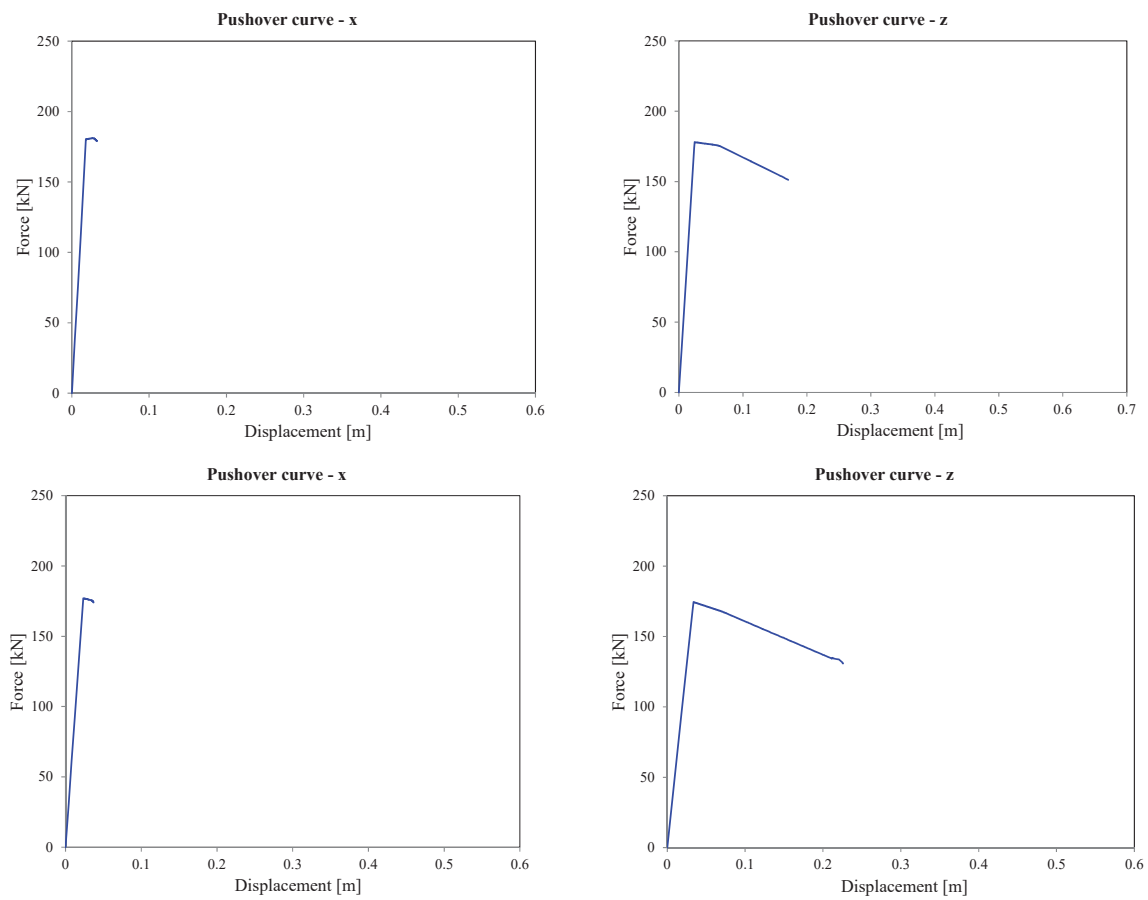 Pushover curve - x
250
200
150
100
50
0
Force [kN]
0 0.1 0.2 0.3 0.4 0.5 0.6
Displacement [m]
Pushover curve - z
250
200
150
100
50
0
Force [kN]
0 0.1 0.2 0.3 0.4 0.5 0.6 0.7
Displacement [m]
Pushover curve - x
250
200
150
100
50
0
Force [kN]
0 0.1 0.2 0.3 0.4 0.5 0.6
Displacement [m]
Pushover curve - z
250
200
150
100
50
0
Force [kN]
0 0.1 0.2 0.3 0.4 0.5 0.6
Displacement [m]